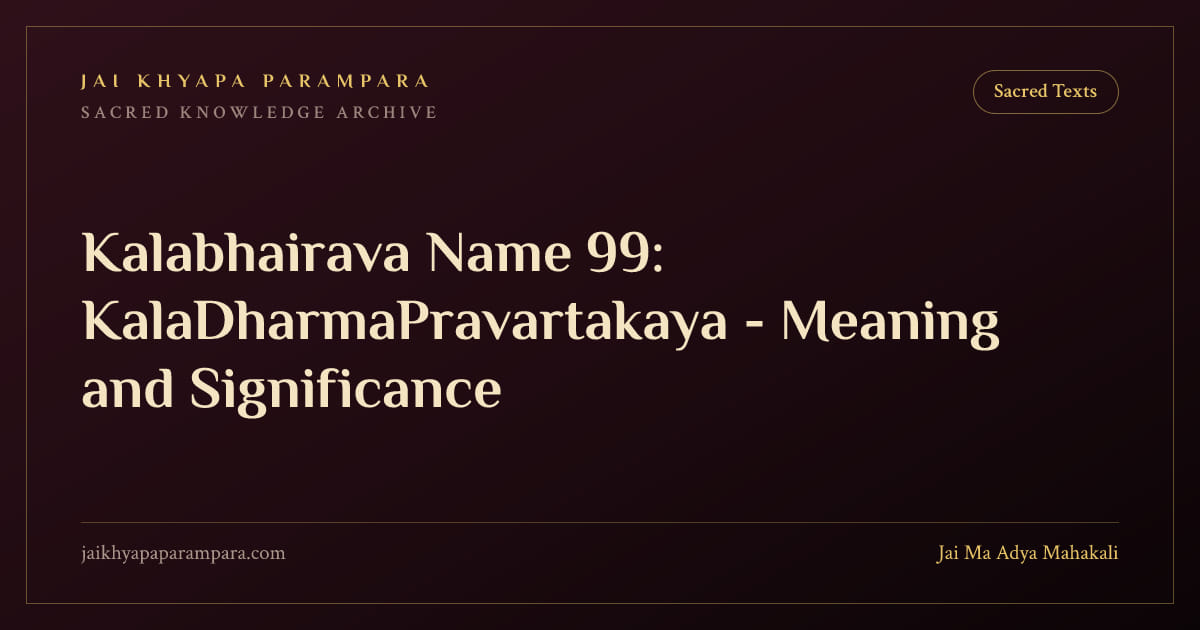 JAI KHYAPA PARAMPARA
SACRED KNOWLEDGE ARCHIVE
Sacred Texts
Kalabhairava Name 99:
KalaDharmaPravartakaya - Meaning
and Significance
jaikhyapaparampara.com
Jai Ma Adya Mahakali